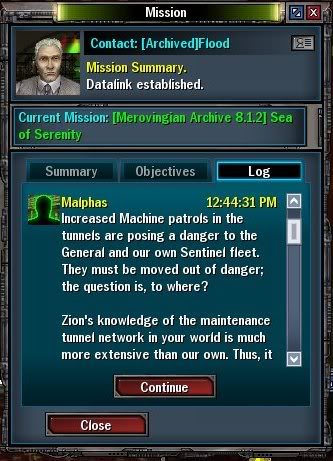 Mission
Contact: [Archived]Flood
Mission Summary.
Datalink established.
Current Mission: [Merovingian Archive 8.1.2] Sea
of Serenity
Summary
Objectives
Log
Malphas 12:44:31 PM
Increased Machine patrols in the
tunnels are posing a danger to the
General and our own Sentinel fleet.
They must be moved out of danger;
the question is, to where?
Zion's knowledge of the maintenance
tunnel network in your world is much
more extensive than our own. Thus, it
Continue
Close